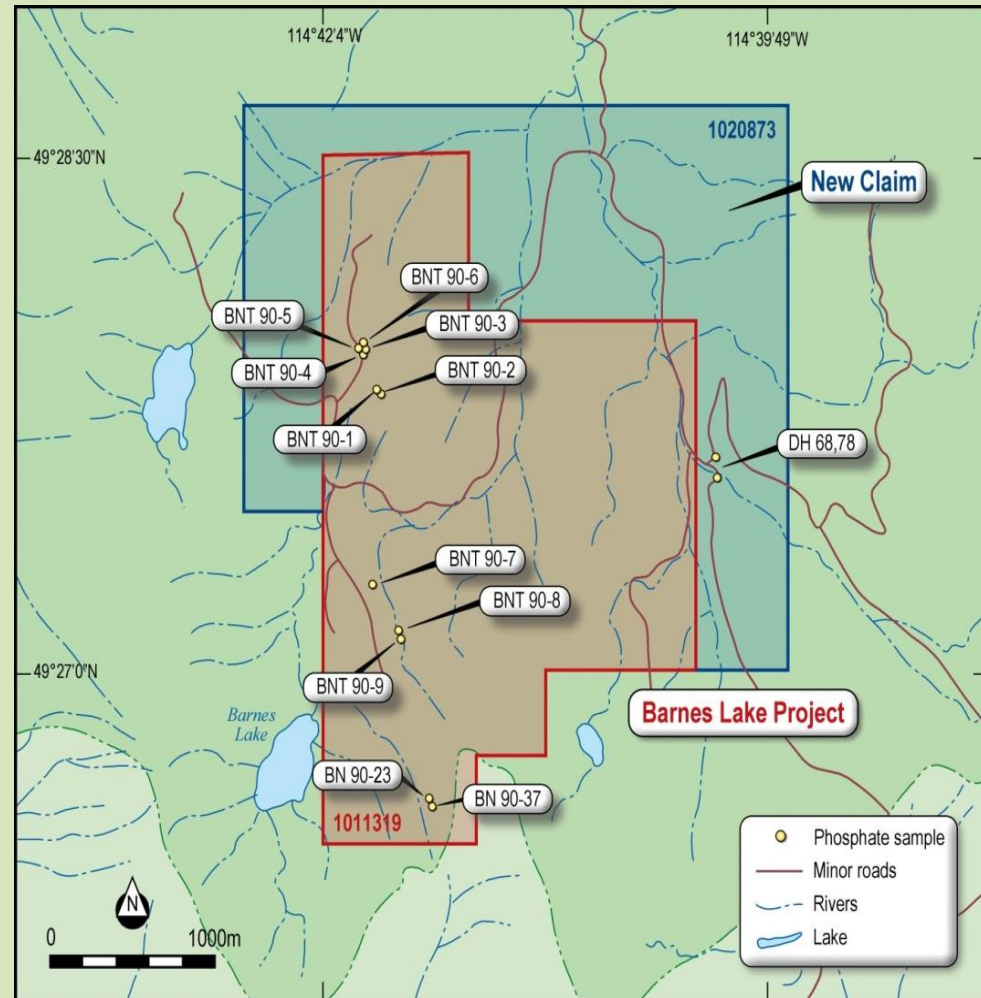 114°42'4"W
114°39'49"W
49°28'30"N
1020873
New Claim
BNT 90-6
BNT 90-5
BNT 90-3
BNT 90-4
BNT 90-2
BNT 90-1
DH 68,78
BNT 90-7
BNT 90-8
49°27'0"N
BNT 90-9
Barnes Lake Project
Barnes
Lake
BN 90-23
BN 90-37
1011319
Phosphate sample
Minor roads
Rivers
Lake
N
0
1000m